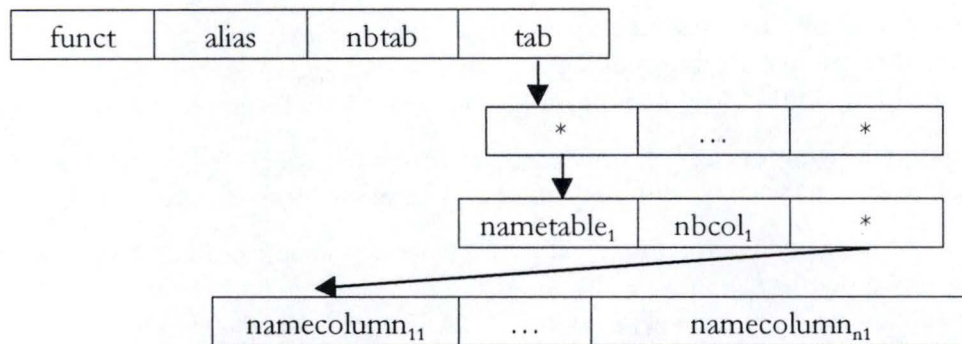 funct alias nbtab tab
* ... *
nametable₁ nbcol₁ *
namecolumn₁₁ ... namecolumnₙ₁